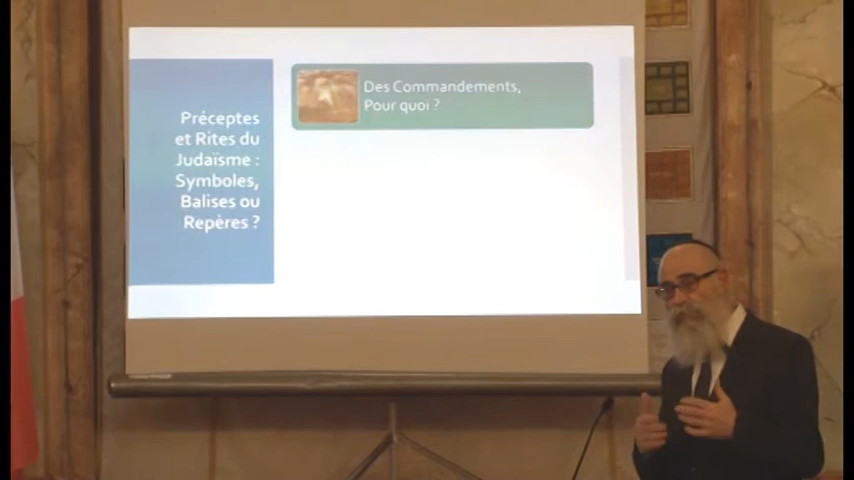 Préceptes
et Rites du
Judaïsme :
Symboles,
Balises ou
Repères ?
Des Commandements,
Pour quoi ?